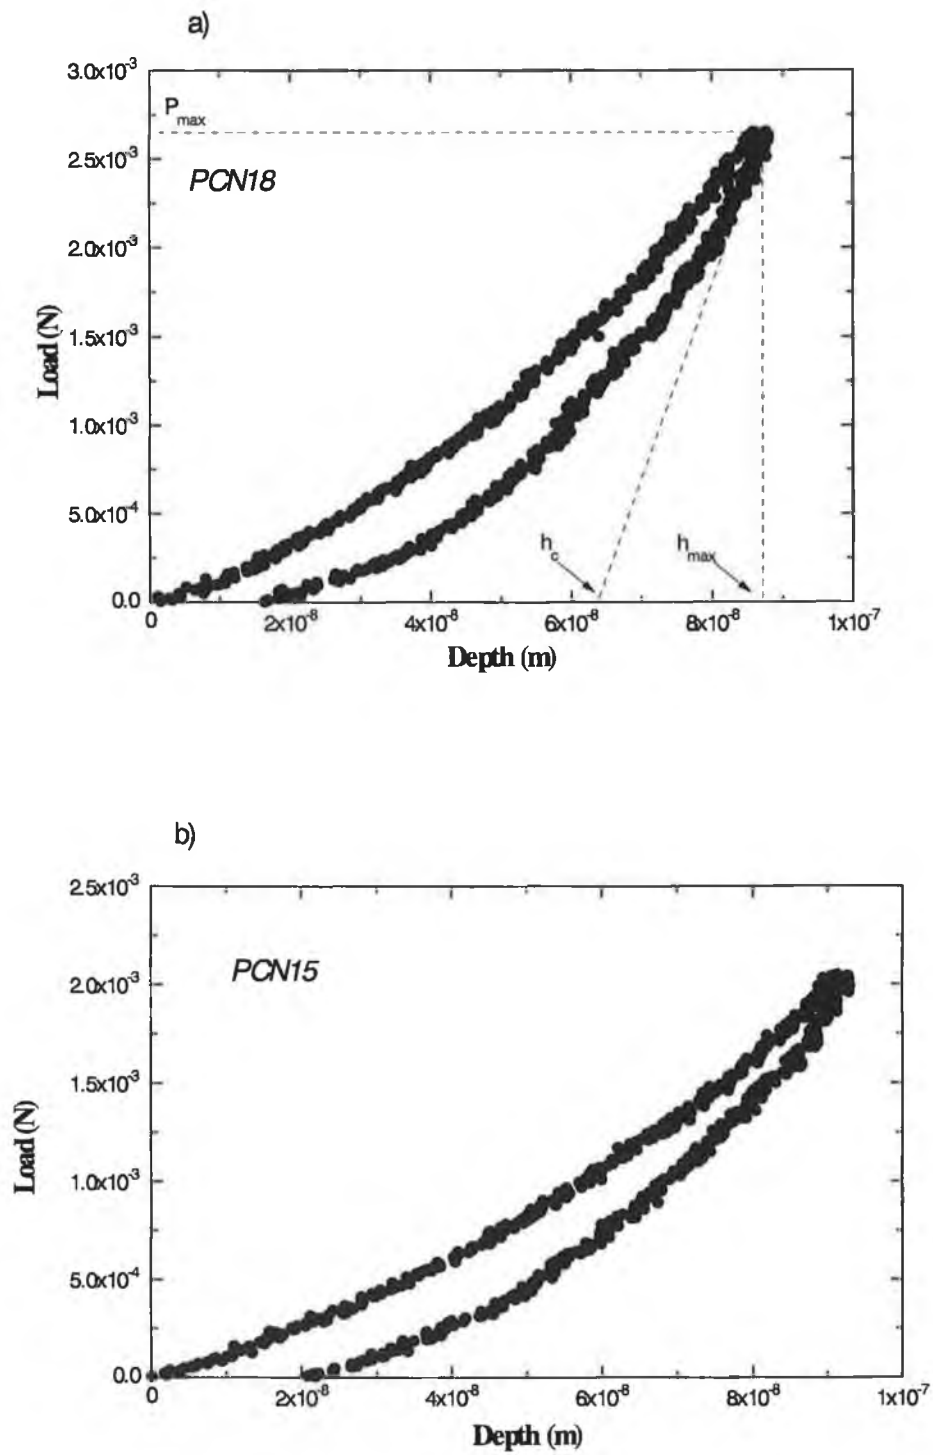 a)
3.0x10⁻³
P_max
2.5x10⁻³
PCN18
2.0x10⁻³
1.5x10⁻³
Load (N)
1.0x10⁻³
5.0x10⁻⁴
h_c
h_max
0.0
0 2x10⁻⁸ 4x10⁻⁸ 6x10⁻⁸ 8x10⁻⁸ 1x10⁻⁷
Depth (m)
b)
2.5x10⁻³
PCN15
2.0x10⁻³
1.5x10⁻³
Load (N)
1.0x10⁻³
5.0x10⁻⁴
0.0
0 2x10⁻⁸ 4x10⁻⁸ 6x10⁻⁸ 8x10⁻⁸ 1x10⁻⁷
Depth (m)